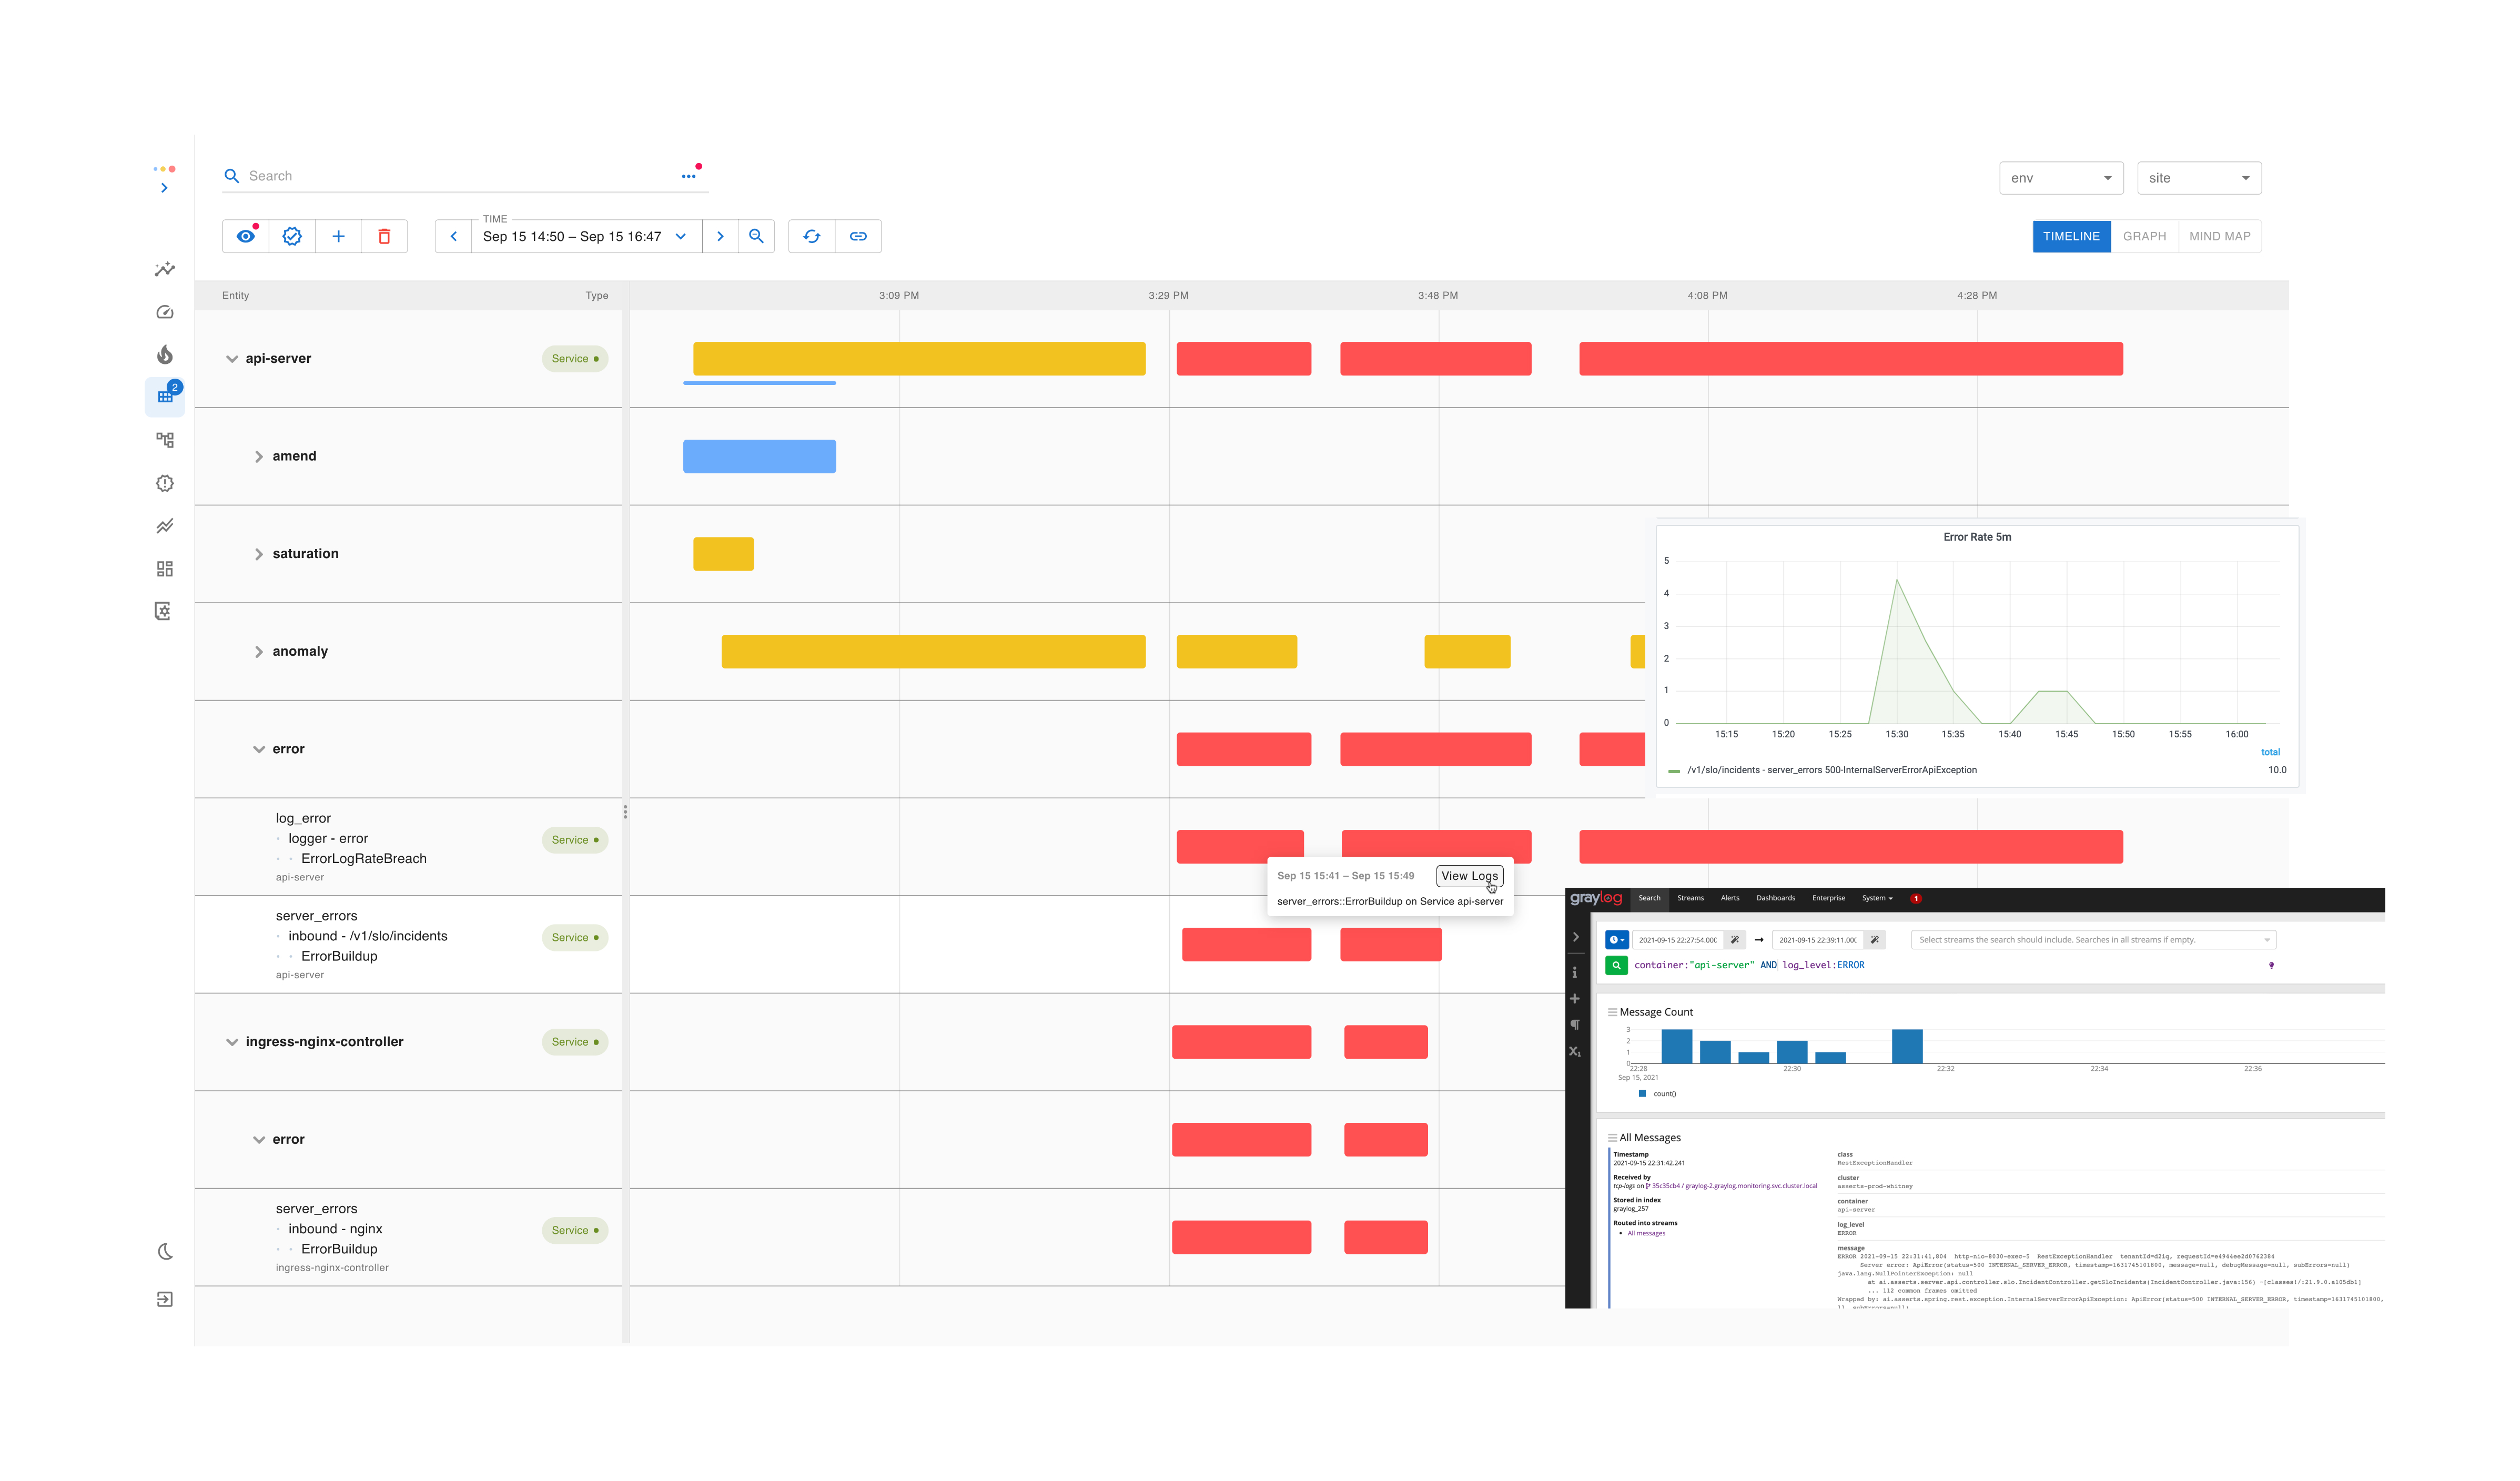 Search
env
site
TIME
Sep 15 14:50 – Sep 15 16:47
TIMELINE
GRAPH
MIND MAP
Entity
Type
3:09 PM
3:29 PM
3:48 PM
4:08 PM
4:28 PM
2
api-server
Service
amend
saturation
anomaly
error
log_error
logger - error
ErrorLogRateBreach
api-server
Service
server_errors
inbound - /v1/slo/incidents
ErrorBuildup
api-server
Service
ingress-nginx-controller
Service
error
server_errors
inbound - nginx
ErrorBuildup
ingress-nginx-controller
Service
Sep 15 15:41 – Sep 15 15:49
View Logs
server_errors::ErrorBuildup on Service api-server
Error Rate 5m
5
4
3
2
1
0
15:15
15:20
15:25
15:30
15:35
15:40
15:45
15:50
15:55
16:00
total
/v1/slo/incidents - server_errors 500-InternalServerErrorApiException
10.0
graylog
Search
Streams
Alerts
Dashboards
Enterprise
System
1
2021-09-15 22:27:54.00
2021-09-15 22:39:11.00
Select streams the search should include. Searches in all streams if empty.
container:"api-server" AND log_level:ERROR
Message Count
3
2
1
0
22:28
22:30
22:32
22:34
22:36
Sep 15, 2021
count()
All Messages
Timestamp
2021-09-15 22:31:42.241
Received by
tcp-logs on 35c35cb4 / graylog-2.graylog.monitoring.svc.cluster.local
Stored in index
graylog_257
Routed into streams
All messages
class
RestExceptionHandler
cluster
asserts-prod-whitney
container
api-server
log_level
ERROR
message
ERROR 2021-09-15 22:31:41,804 http-nio-8030-exec-5 RestExceptionHandler tenantId=d2iq, requestId=e4944ee2d0762384
Server error: ApiError(status=500 INTERNAL_SERVER_ERROR, timestamp=1631745101800, message=null, debugMessage=null, subErrors=null)
java.lang.NullPointerException: null
at ai.asserts.server.api.controller.slo.IncidentController.getSloIncidents(IncidentController.java:156) ~[classes!/:21.9.0.a105db1]
... 112 common frames omitted
Wrapped by: ai.asserts.spring.rest.exception.InternalServerErrorApiException: ApiError(status=500 INTERNAL_SERVER_ERROR, timestamp=1631745101800,